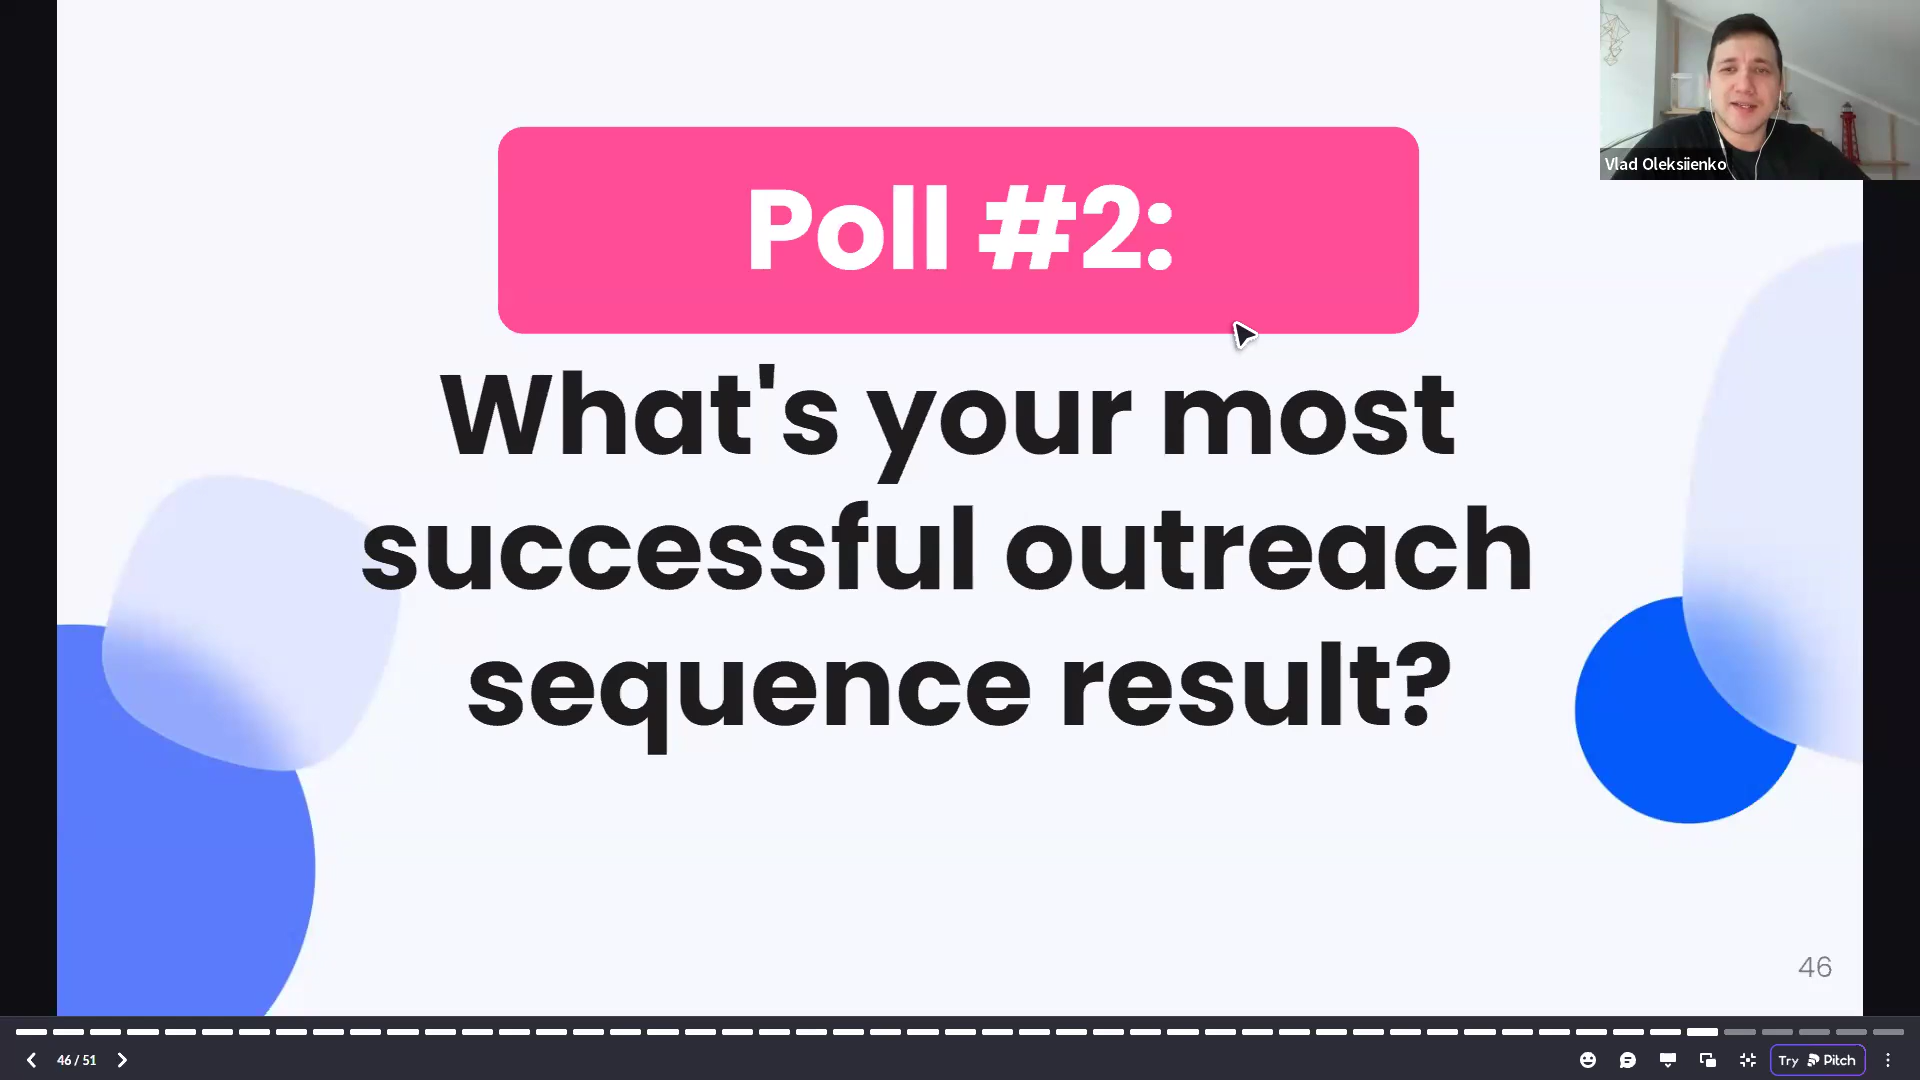 Vlad Oleksiienko
Poll #2:
What's your most
successful outreach
sequence result?
46
46 / 51
Try Pitch